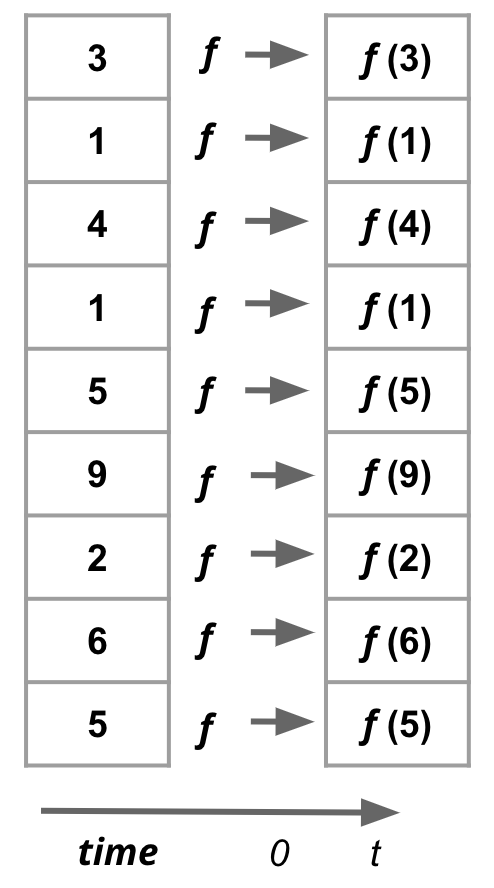 3 f f(3)
1 f f(1)
4 f f(4)
1 f f(1)
5 f f(5)
9 f f(9)
2 f f(2)
6 f f(6)
5 f f(5)
time 0 t